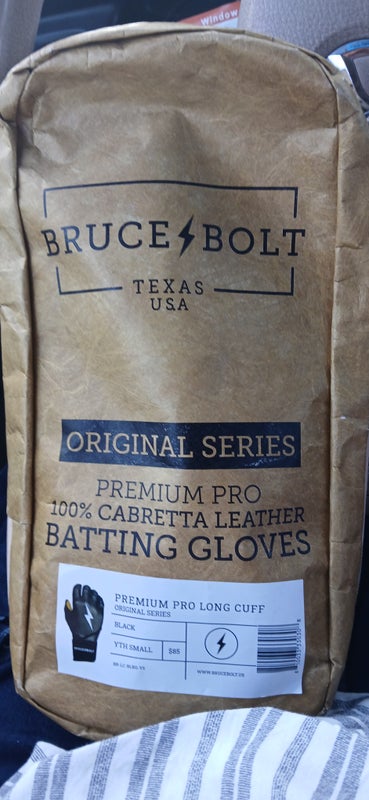 Window
BRUCE BOLT
TEXAS
USA
ORIGINAL SERIES
PREMIUM PRO
100% CABRETTA LEATHER
BATTING GLOVES
PREMIUM PRO LONG CUFF
ORIGINAL SERIES
BLACK
YTH SMALL $85
WWW.BRUCEBOLT.US